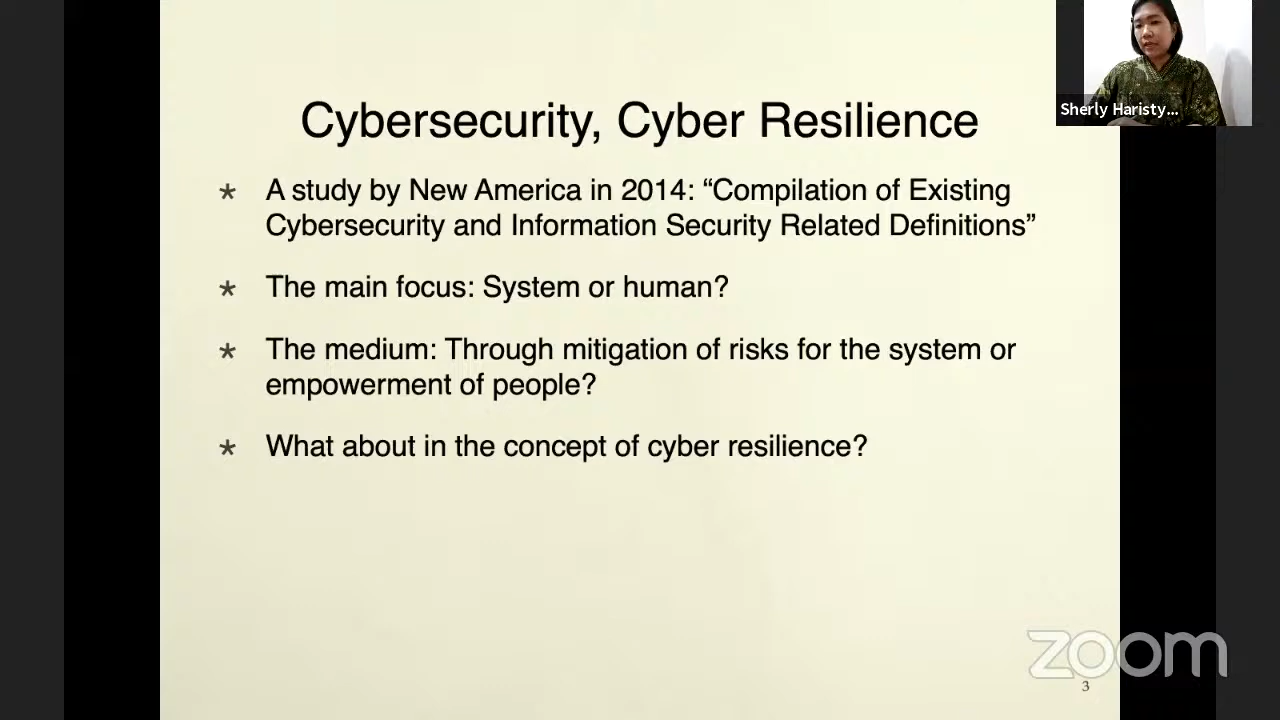 Cybersecurity, Cyber Resilience
* A study by New America in 2014: “Compilation of Existing
Cybersecurity and Information Security Related Definitions”
* The main focus: System or human?
* The medium: Through mitigation of risks for the system or
empowerment of people?
* What about in the concept of cyber resilience?
Sherly Haristy...
zoom
3